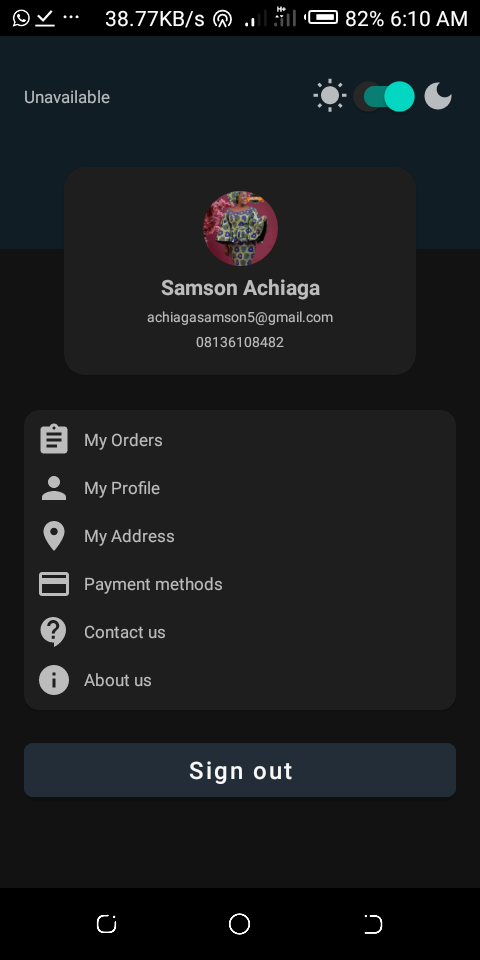 38.77KB/s H+ 82% 6:10 AM
Unavailable
Samson Achiaga
achiagasamson5@gmail.com
08136108482
My Orders
My Profile
My Address
Payment methods
Contact us
About us
Sign out